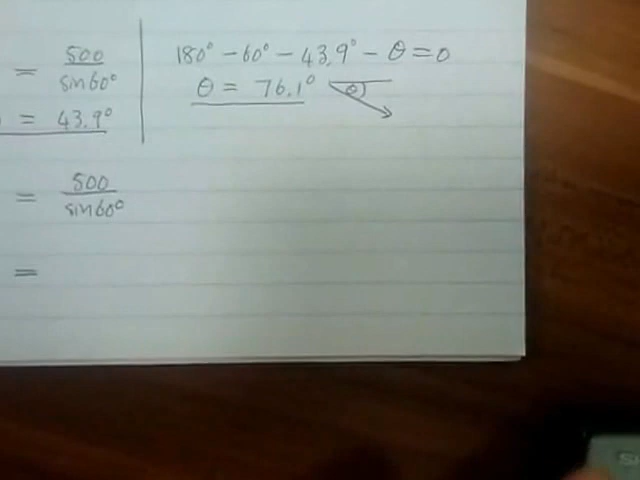 = 500 / sin60°
= 43.9°
180° - 60° - 43.9° - θ = 0
θ = 76.1° θ
= 500 / sin60°
=